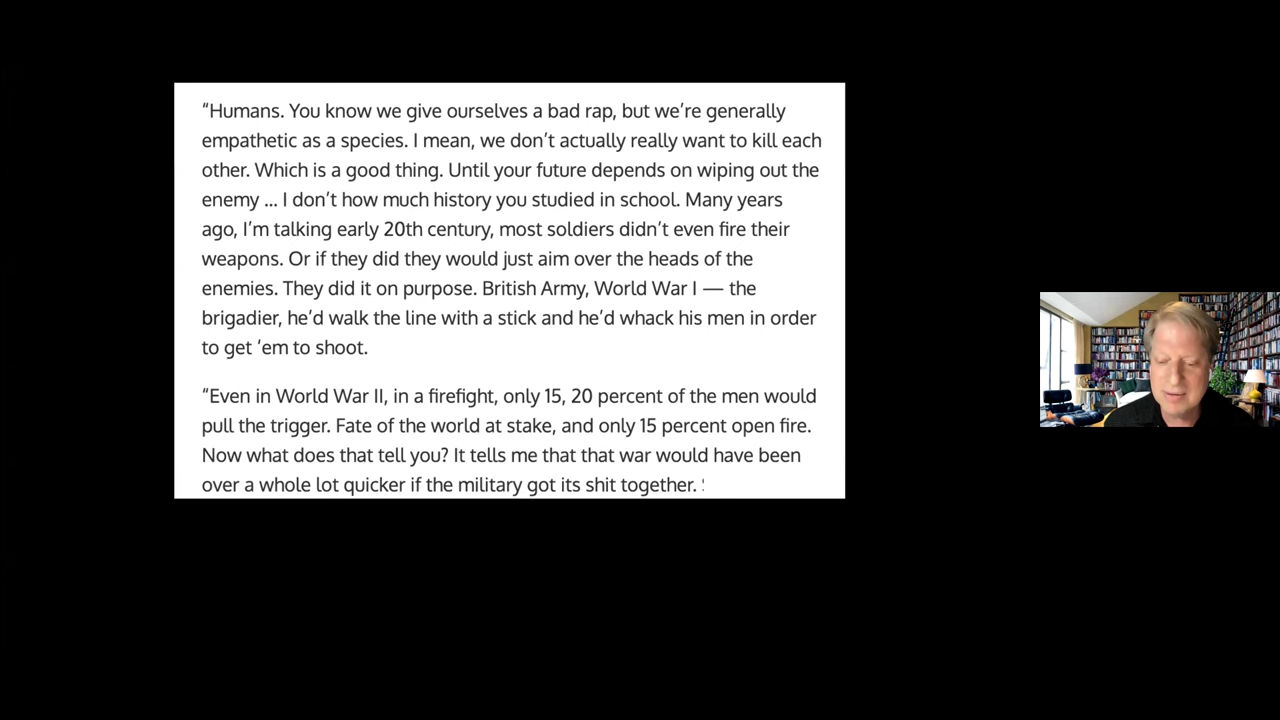 “Humans. You know we give ourselves a bad rap, but we’re generally
empathetic as a species. I mean, we don’t actually really want to kill each
other. Which is a good thing. Until your future depends on wiping out the
enemy ... I don’t how much history you studied in school. Many years
ago, I’m talking early 20th century, most soldiers didn’t even fire their
weapons. Or if they did they would just aim over the heads of the
enemies. They did it on purpose. British Army, World War I — the
brigadier, he’d walk the line with a stick and he’d whack his men in order
to get ‘em to shoot.
“Even in World War II, in a firefight, only 15, 20 percent of the men would
pull the trigger. Fate of the world at stake, and only 15 percent open fire.
Now what does that tell you? It tells me that that war would have been
over a whole lot quicker if the military got its shit together.